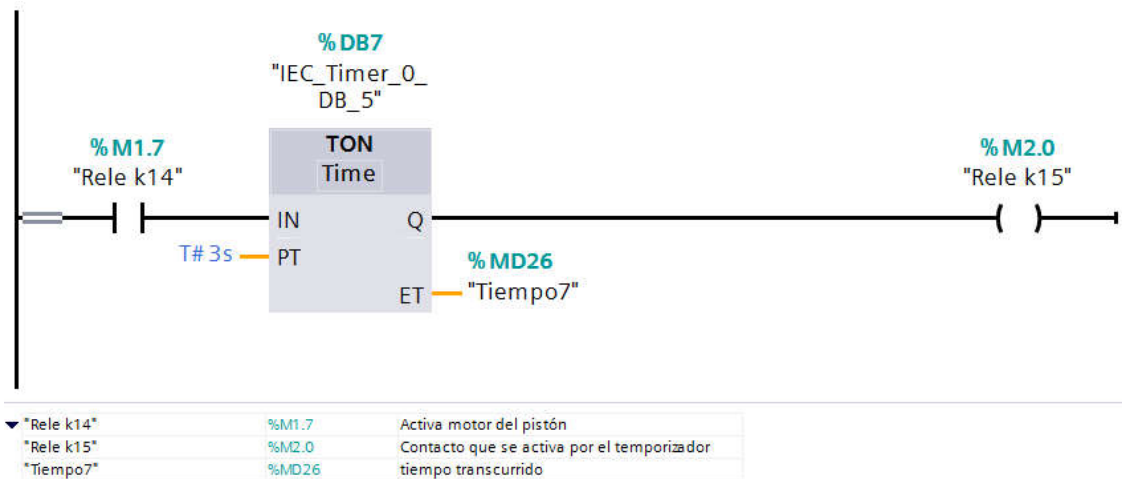 %DB7
"IEC_Timer_0_
DB_5"
%M1.7
"Rele k14"
TON
Time
%M2.0
"Rele k15"
IN
Q
T#3s
PT
%MD26
ET
"Tiempo7"
"Rele k14" %M1.7 Activa motor del pistón
"Rele k15" %M2.0 Contacto que se activa por el temporizador
"Tiempo7" %MD26 tiempo transcurrido